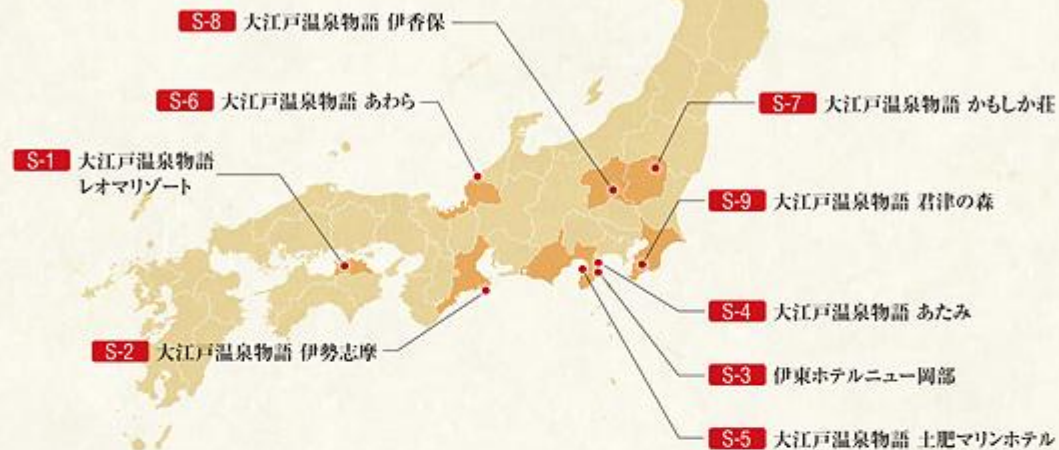 S-8 大江戸温泉物語 伊香保
S-6 大江戸温泉物語 あわら
S-7 大江戸温泉物語 かもしか荘
S-1 大江戸温泉物語
レオマリゾート
S-9 大江戸温泉物語 君津の森
S-4 大江戸温泉物語 あたみ
S-2 大江戸温泉物語 伊勢志摩
S-3 伊東ホテルニュー岡部
S-5 大江戸温泉物語 土肥マリンホテル